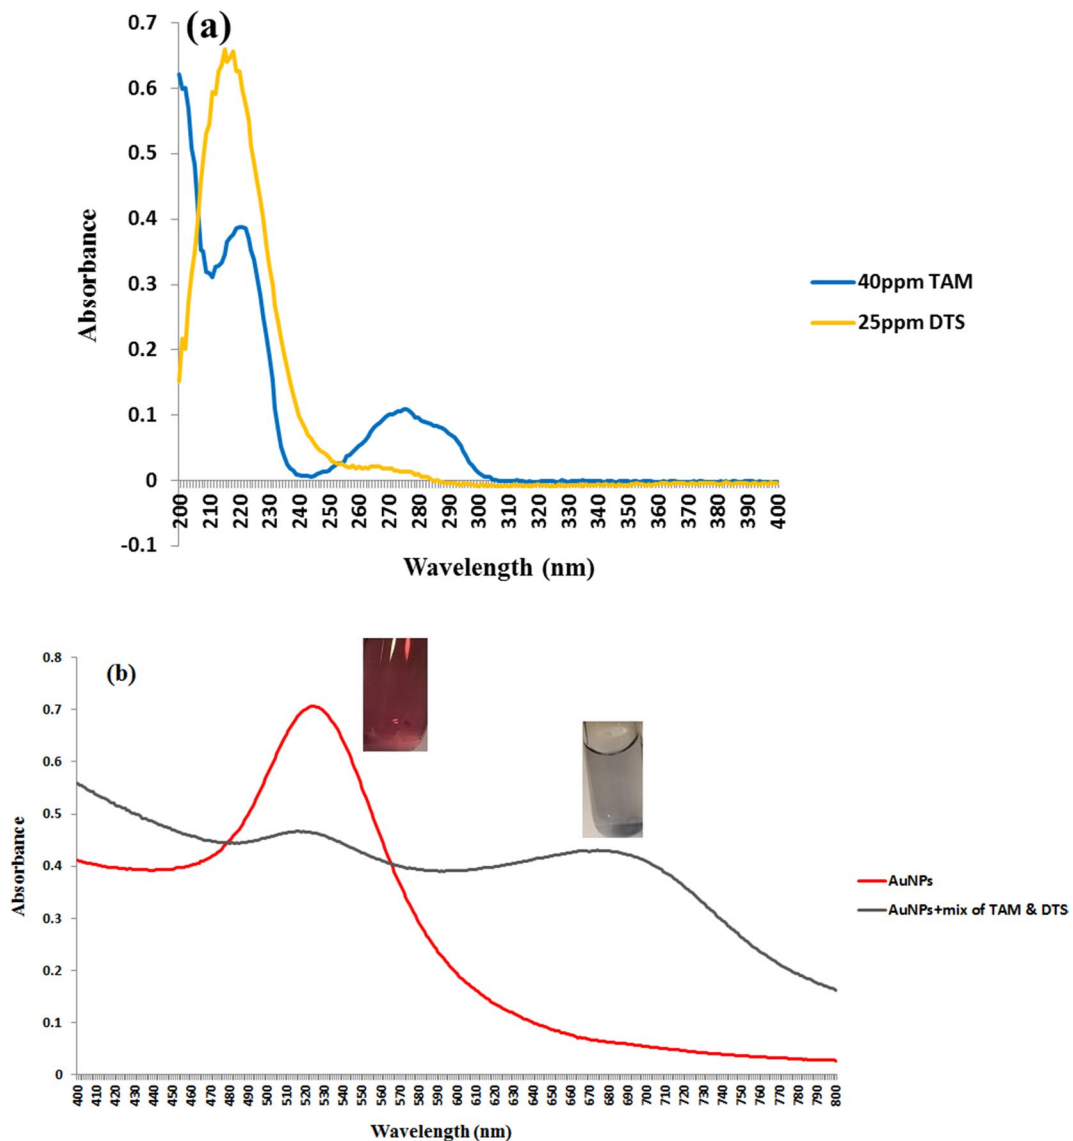 (a)
0.7
0.6
0.5
0.4
0.3
0.2
0.1
0
-0.1
Absorbance
200 210 220 230 240 250 260 270 280 290 300 310 320 330 340 350 360 370 380 390 400
Wavelength (nm)
40ppm TAM
25ppm DTS
(b)
0.8
0.7
0.6
0.5
0.4
0.3
0.2
0.1
0
Absorbance
400 410 420 430 440 450 460 470 480 490 500 510 520 530 540 550 560 570 580 590 600 610 620 630 640 650 660 670 680 690 700 710 720 730 740 750 760 770 780 790 800
Wavelength (nm)
AuNPs
AuNPs+mix of TAM & DTS